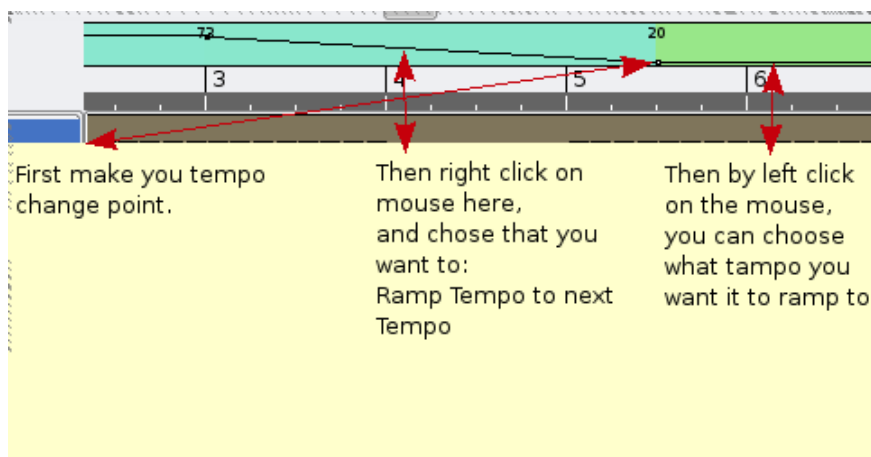 73 20
3 4 5 6
First make you tempo
change point.
Then right click on
mouse here,
and chose that you
want to:
Ramp Tempo to next
Tempo
Then by left click
on the mouse,
you can choose
what tampo you
want it to ramp to